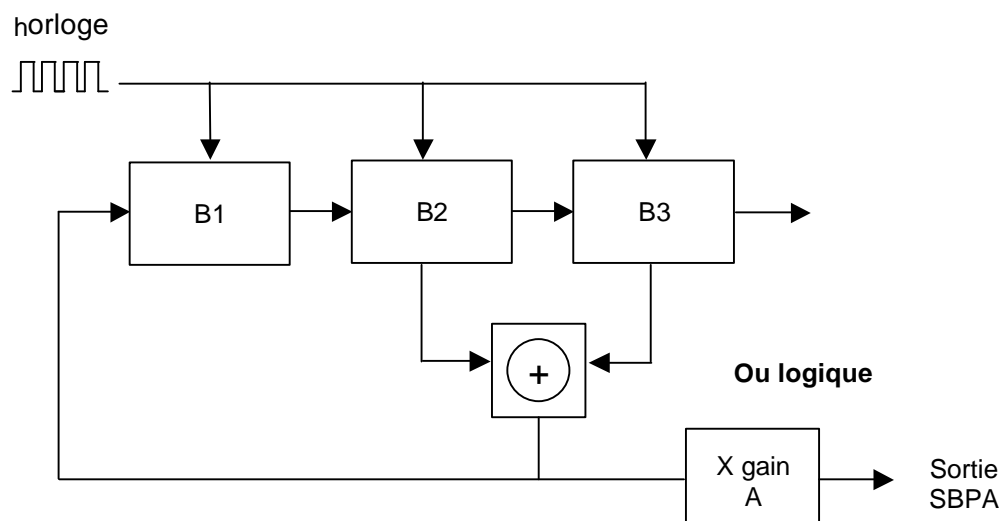 horloge
B1
B2
B3
+
Ou logique
X gain
A
Sortie
SBPA